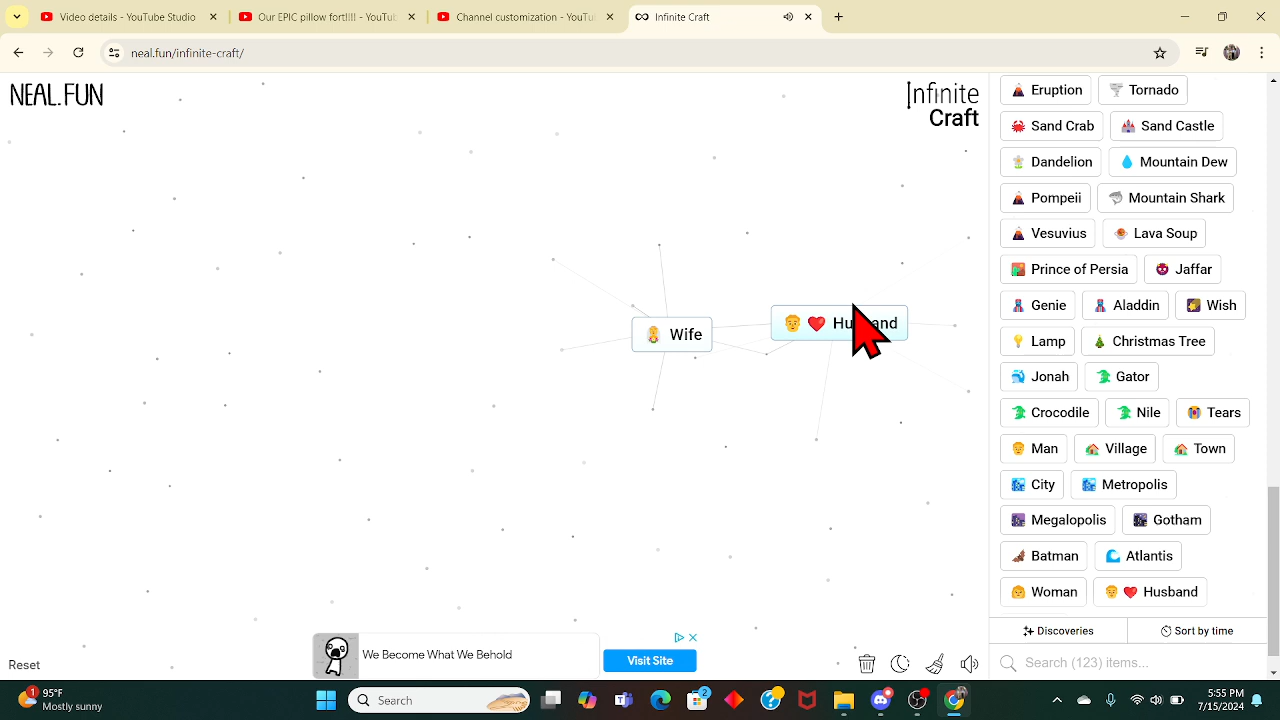 Video details - YouTube Studio
Our EPIC pillow fort!!!! - YouTub
Channel customization - YouTu
Infinite Craft
neal.fun/infinite-craft/
NEAL.FUN
Infinite
Craft
Eruption
Tornado
Sand Crab
Sand Castle
Dandelion
Mountain Dew
Pompeii
Mountain Shark
Vesuvius
Lava Soup
Prince of Persia
Jaffar
Genie
Aladdin
Wish
Lamp
Christmas Tree
Jonah
Gator
Crocodile
Nile
Tears
Man
Village
Town
City
Metropolis
Megalopolis
Gotham
Batman
Atlantis
Woman
Husband
Wife
Husband
Discoveries
Sort by time
Search (123) items...
Reset
We Become What We Behold
Visit Site
1
95°F
Mostly sunny
Search
2
5:55 PM
7/15/2024